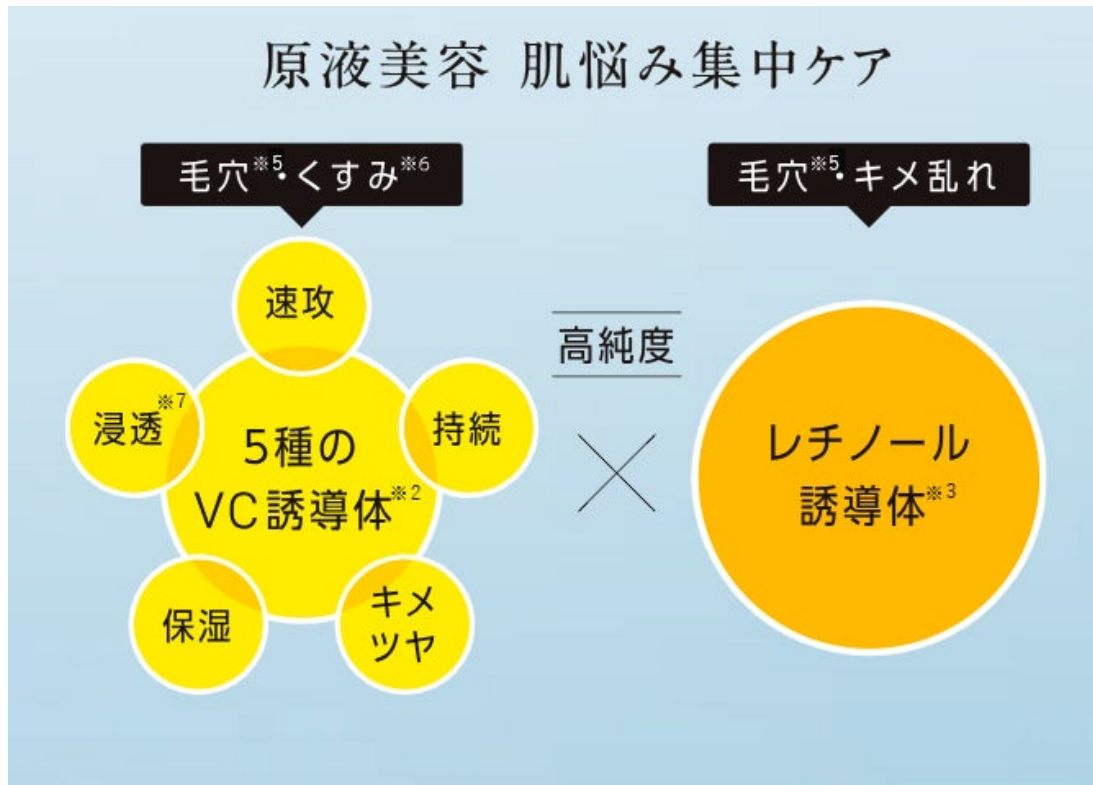 原液美容 肌悩み集中ケア
毛穴※5・くすみ※6
毛穴※5・キメ乱れ
速攻
浸透※7
持続
5種の
VC誘導体※2
保湿
キメ
ツヤ
高純度
×
レチノール
誘導体※3